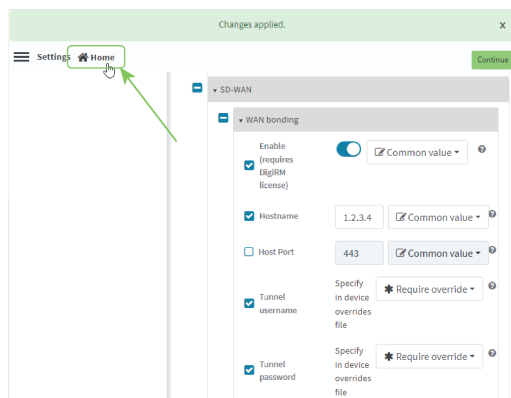 Changes applied. x
Settings Home
Continue
▾ SD-WAN
▾ WAN bonding
Enable
(requires
DigiRM
license)
Common value
?
Hostname
1.2.3.4
Common value
?
Host Port
443
Common value
?
Tunnel
username
Specify
in device
overrides
file
Require override
?
Tunnel
password
Specify
in device
overrides
file
Require override
?